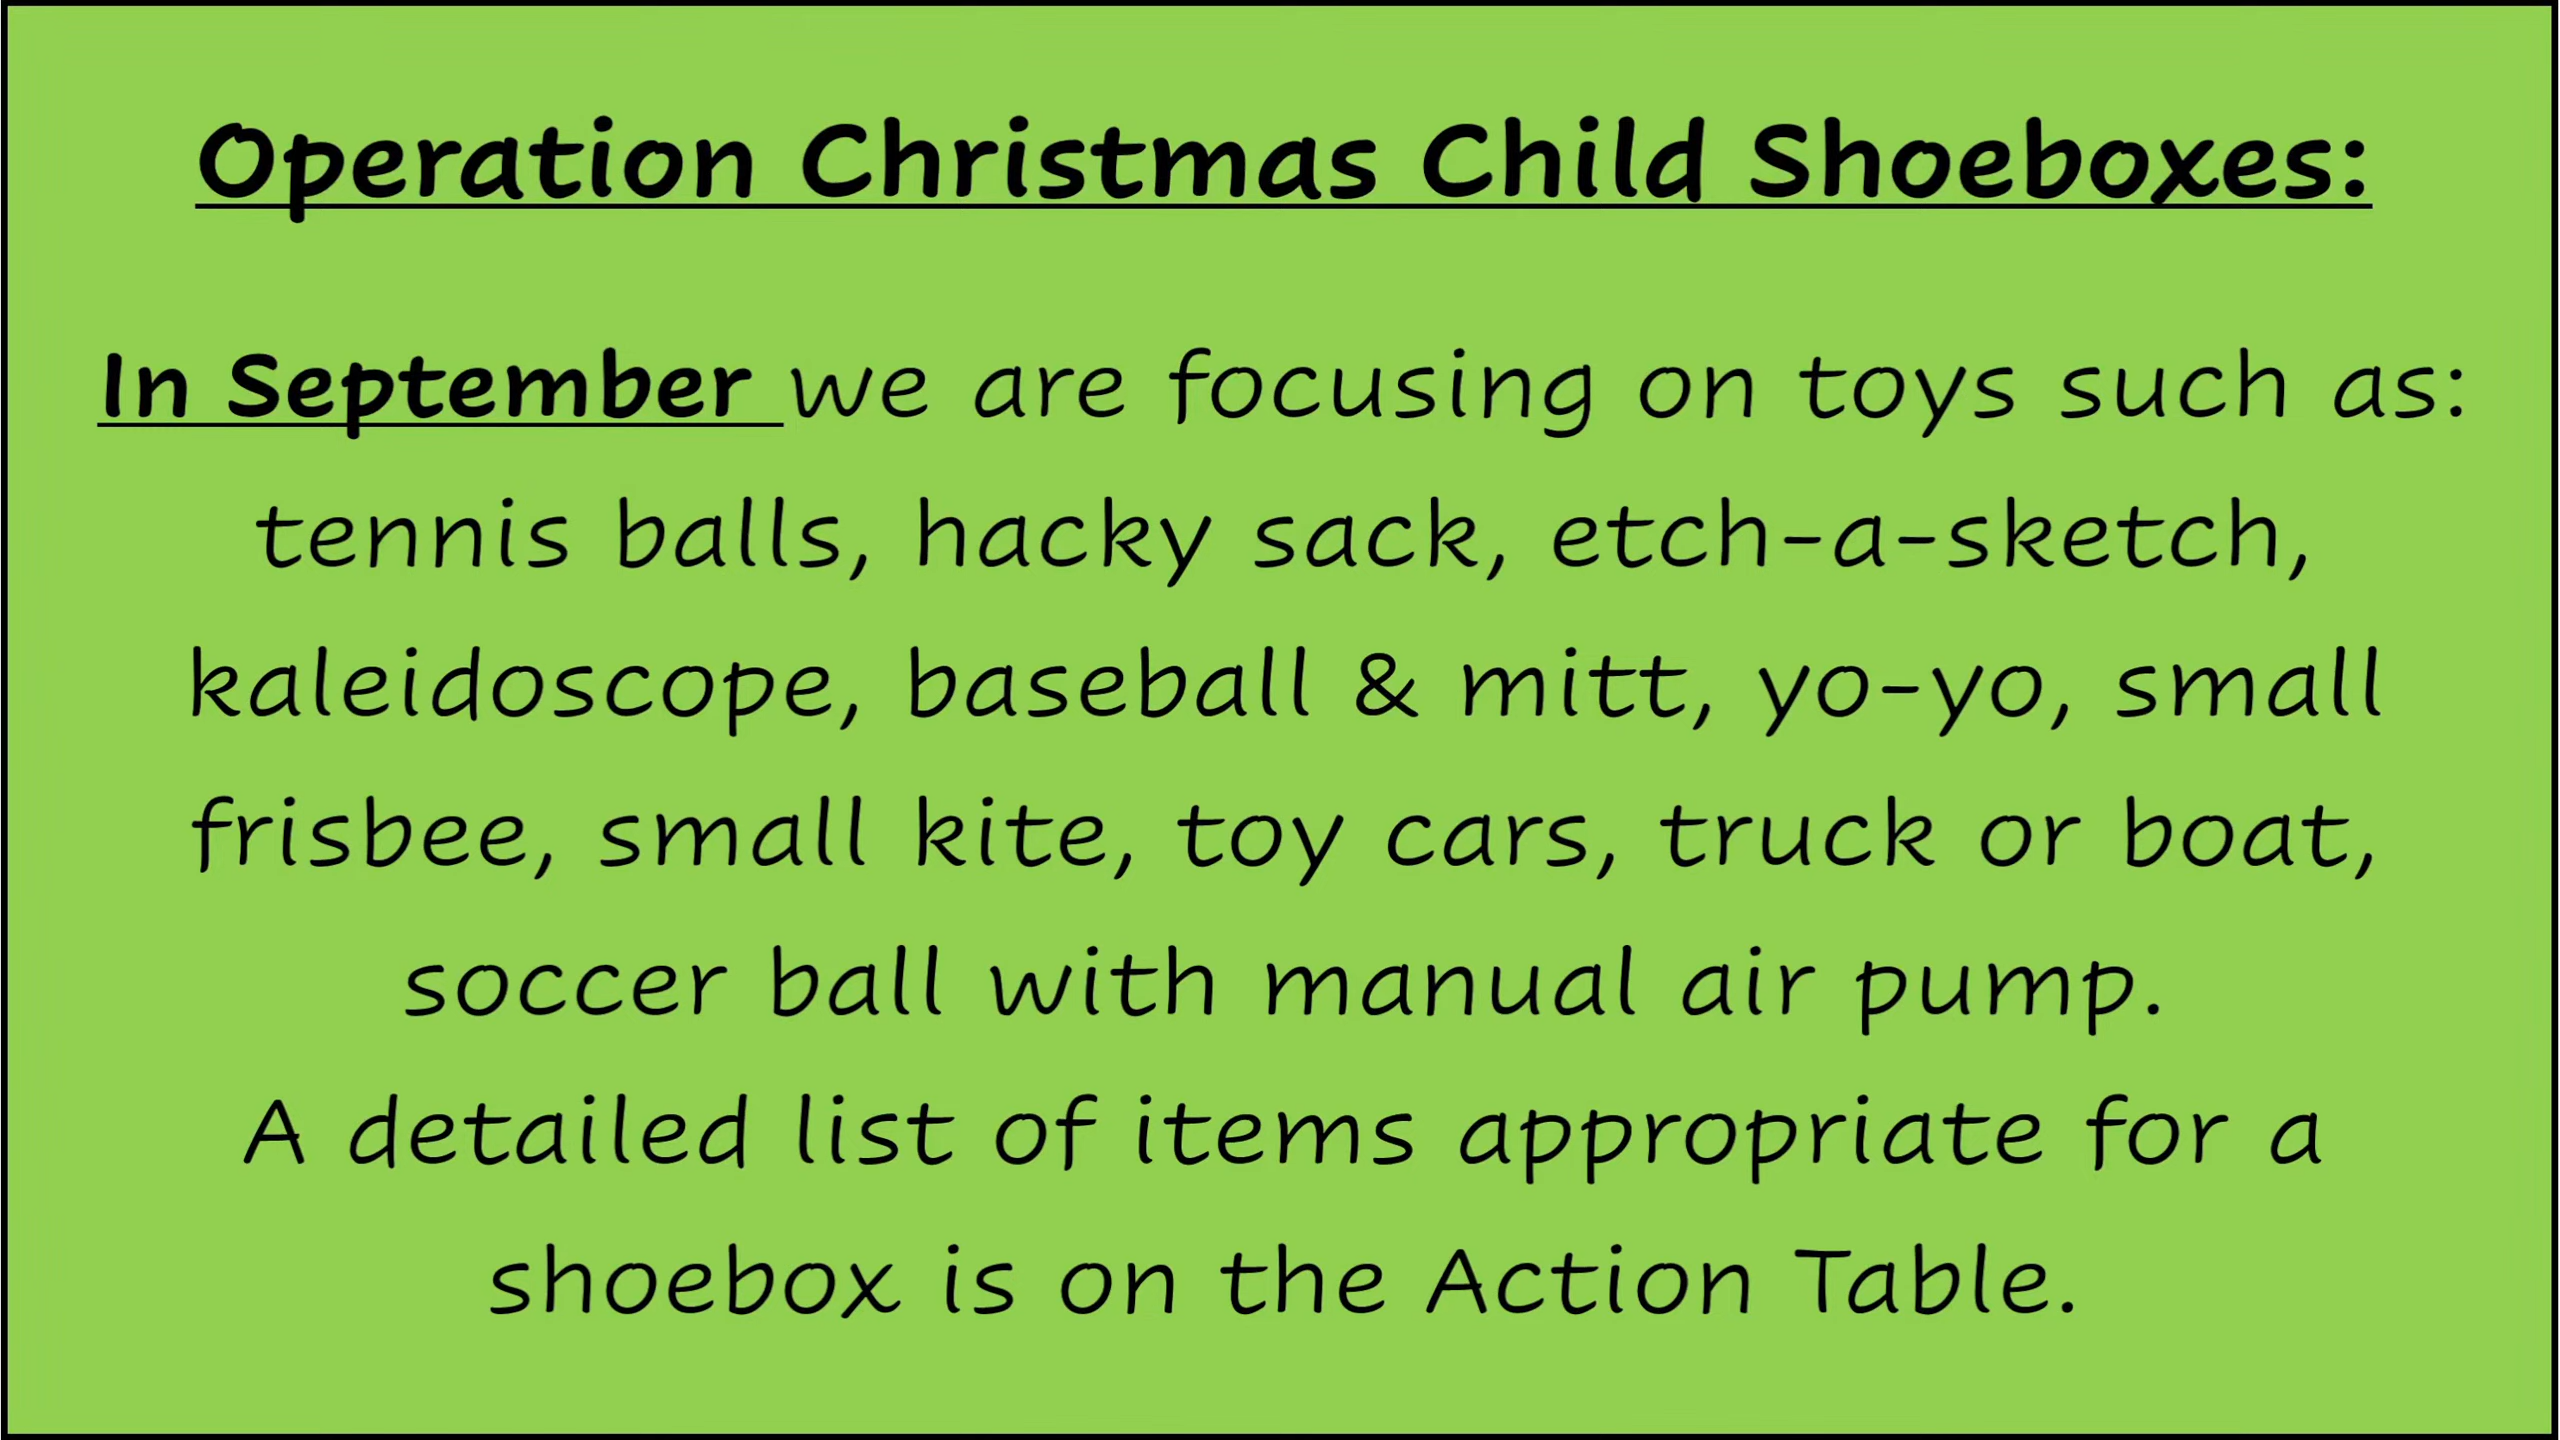 Operation Christmas Child Shoeboxes:
In September we are focusing on toys such as:
tennis balls, hacky sack, etch-a-sketch,
kaleidoscope, baseball & mitt, yo-yo, small
frisbee, small kite, toy cars, truck or boat,
soccer ball with manual air pump.
A detailed list of items appropriate for a
shoebox is on the Action Table.